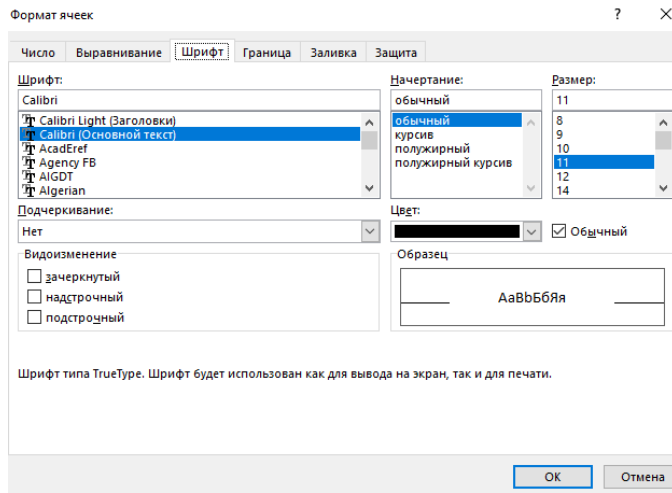 Формат ячеек ? ×
Число Выравнивание Шрифт Граница Заливка Защита
Шрифт: Начертание: Размер:
Calibri обычный 11
Calibri Light (Заголовки) обычный 8
Calibri (Основной текст) курсив 9
AcadEref полужирный 10
Agency FB полужирный курсив 11
AIGDT 12
Algerian 14
Подчеркивание: Цвет:
Нет Обычный
Видоизменение Образец
зачеркнутый
надстрочный АаВbБбЯя
подстрочный
Шрифт типа TrueType. Шрифт будет использован как для вывода на экран, так и для печати.
ОК Отмена